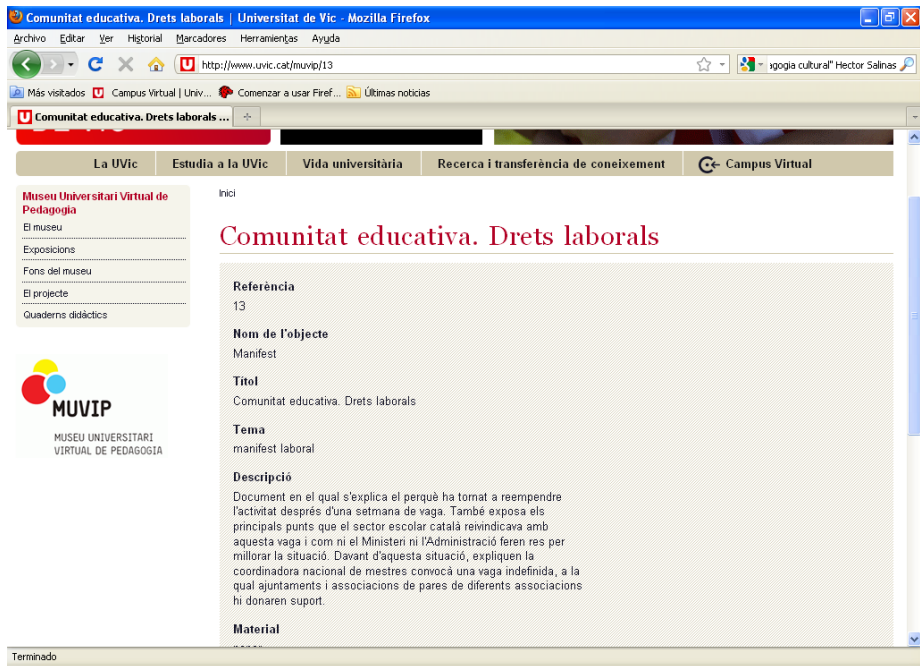 Comunitat educativa. Drets laborals | Universitat de Vic - Mozilla Firefox
Archivo Editar Ver Historial Marcadores Herramientas Ayuda
http://www.uvic.cat/muvip/13
ogogia cultural" Hector Salinas
Más visitados Campus Virtual | Univ... Comenzar a usar Firef... Últimas noticias
Comunitat educativa. Drets laborals ...
La UVic Estudia a la UVic Vida universitària Recerca i transferència de coneixement Campus Virtual
Museu Universitari Virtual de
Pedagogia
El museu
Exposicions
Fons del museu
El projecte
Quaderns didàctics
MUVIP
MUSEU UNIVERSITARI
VIRTUAL DE PEDAGOGIA
Inici
Comunitat educativa. Drets laborals
Referència
13
Nom de l'objecte
Manifest
Títol
Comunitat educativa. Drets laborals
Tema
manifest laboral
Descripció
Document en el qual s'explica el perquè ha tornat a reempendre
l'activitat després d'una setmana de vaga. També exposa els
principals punts que el sector escolar català reivindicava amb
aquesta vaga i com ni el Ministeri ni l'Administració feren res per
millorar la situació. Davant d'aquesta situació, expliquen la
coordinadora nacional de mestres convocà una vaga indefinida, a la
qual ajuntaments i associacions de pares de diferents associacions
hi donaren suport.
Material
Terminado